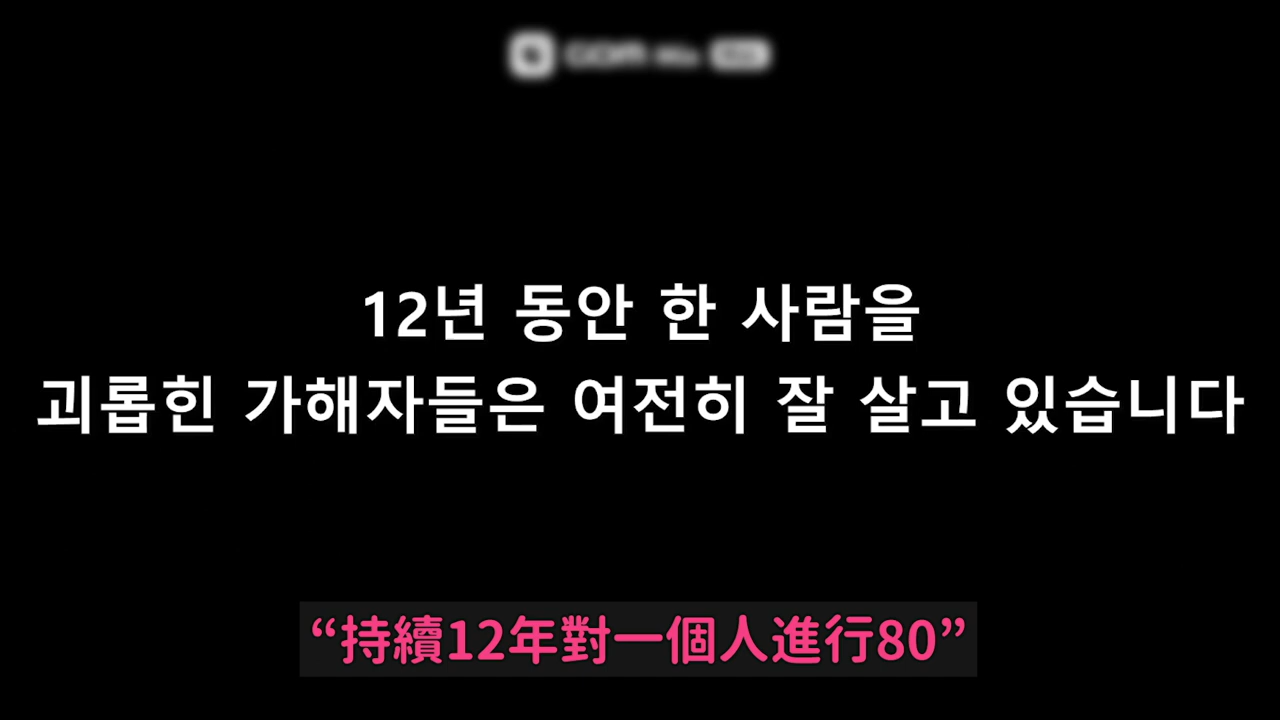 GOM Mix
12년 동안 한 사람을
괴롭힌 가해자들은 여전히 잘 살고 있습니다
“持續12年對一個人進行80”